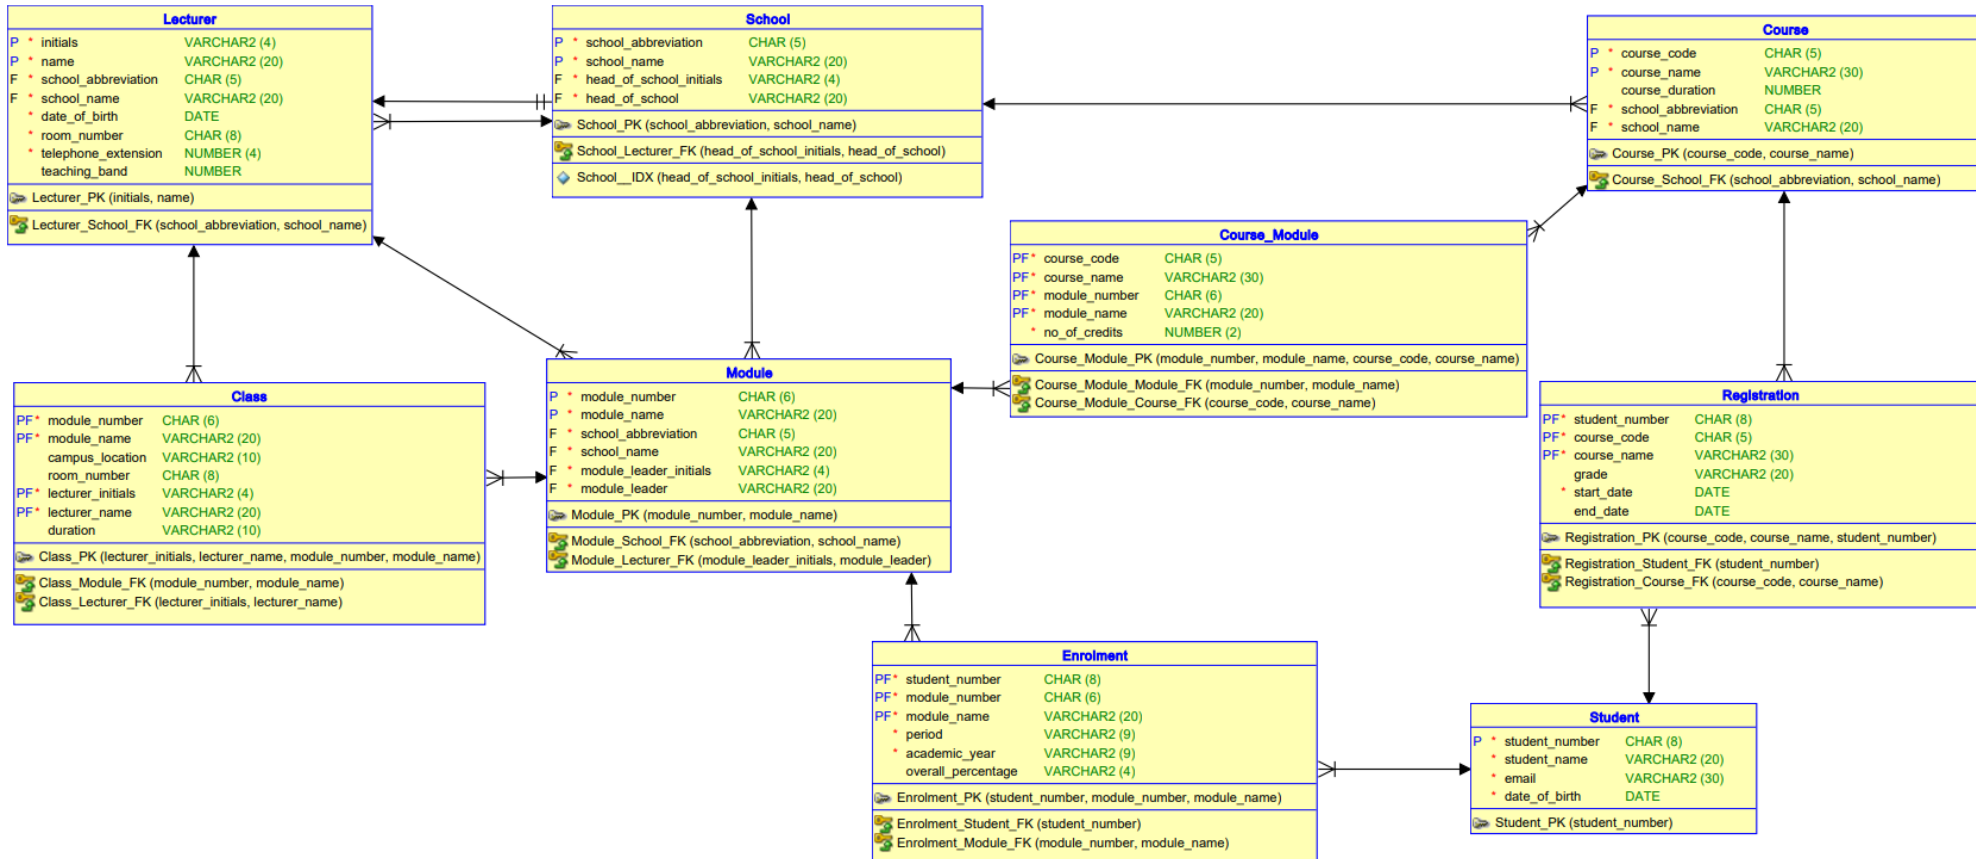 Lecturer
P * initials VARCHAR2 (4)
P * name VARCHAR2 (20)
F * school_abbreviation CHAR (5)
F * school_name VARCHAR2 (20)
* date_of_birth DATE
* room_number CHAR (8)
* telephone_extension NUMBER (4)
teaching_band NUMBER
Lecturer_PK (initials, name)
Lecturer_School_FK (school_abbreviation, school_name)
School
P * school_abbreviation CHAR (5)
P * school_name VARCHAR2 (20)
F * head_of_school_initials VARCHAR2 (4)
F * head_of_school VARCHAR2 (20)
School_PK (school_abbreviation, school_name)
School_Lecturer_FK (head_of_school_initials, head_of_school)
School__IDX (head_of_school_initials, head_of_school)
Course
P * course_code CHAR (5)
P * course_name VARCHAR2 (30)
course_duration NUMBER
F * school_abbreviation CHAR (5)
F * school_name VARCHAR2 (20)
Course_PK (course_code, course_name)
Course_School_FK (school_abbreviation, school_name)
Course_Module
PF* course_code CHAR (5)
PF* course_name VARCHAR2 (30)
PF* module_number CHAR (6)
PF* module_name VARCHAR2 (20)
* no_of_credits NUMBER (2)
Course_Module_PK (module_number, module_name, course_code, course_name)
Course_Module_Module_FK (module_number, module_name)
Course_Module_Course_FK (course_code, course_name)
Class
PF* module_number CHAR (6)
PF* module_name VARCHAR2 (20)
campus_location VARCHAR2 (10)
room_number CHAR (8)
PF* lecturer_initials VARCHAR2 (4)
PF* lecturer_name VARCHAR2 (20)
duration VARCHAR2 (10)
Class_PK (lecturer_initials, lecturer_name, module_number, module_name)
Class_Module_FK (module_number, module_name)
Class_Lecturer_FK (lecturer_initials, lecturer_name)
Module
P * module_number CHAR (6)
P * module_name VARCHAR2 (20)
F * school_abbreviation CHAR (5)
F * school_name VARCHAR2 (20)
F * module_leader_initials VARCHAR2 (4)
F * module_leader VARCHAR2 (20)
Module_PK (module_number, module_name)
Module_School_FK (school_abbreviation, school_name)
Module_Lecturer_FK (module_leader_initials, module_leader)
Registration
PF* student_number CHAR (8)
PF* course_code CHAR (5)
PF* course_name VARCHAR2 (30)
grade VARCHAR2 (20)
* start_date DATE
end_date DATE
Registration_PK (course_code, course_name, student_number)
Registration_Student_FK (student_number)
Registration_Course_FK (course_code, course_name)
Enrolment
PF* student_number CHAR (8)
PF* module_number CHAR (6)
PF* module_name VARCHAR2 (20)
* period VARCHAR2 (9)
* academic_year VARCHAR2 (9)
overall_percentage VARCHAR2 (4)
Enrolment_PK (student_number, module_number, module_name)
Enrolment_Student_FK (student_number)
Enrolment_Module_FK (module_number, module_name)
Student
P * student_number CHAR (8)
* student_name VARCHAR2 (20)
* email VARCHAR2 (30)
* date_of_birth DATE
Student_PK (student_number)